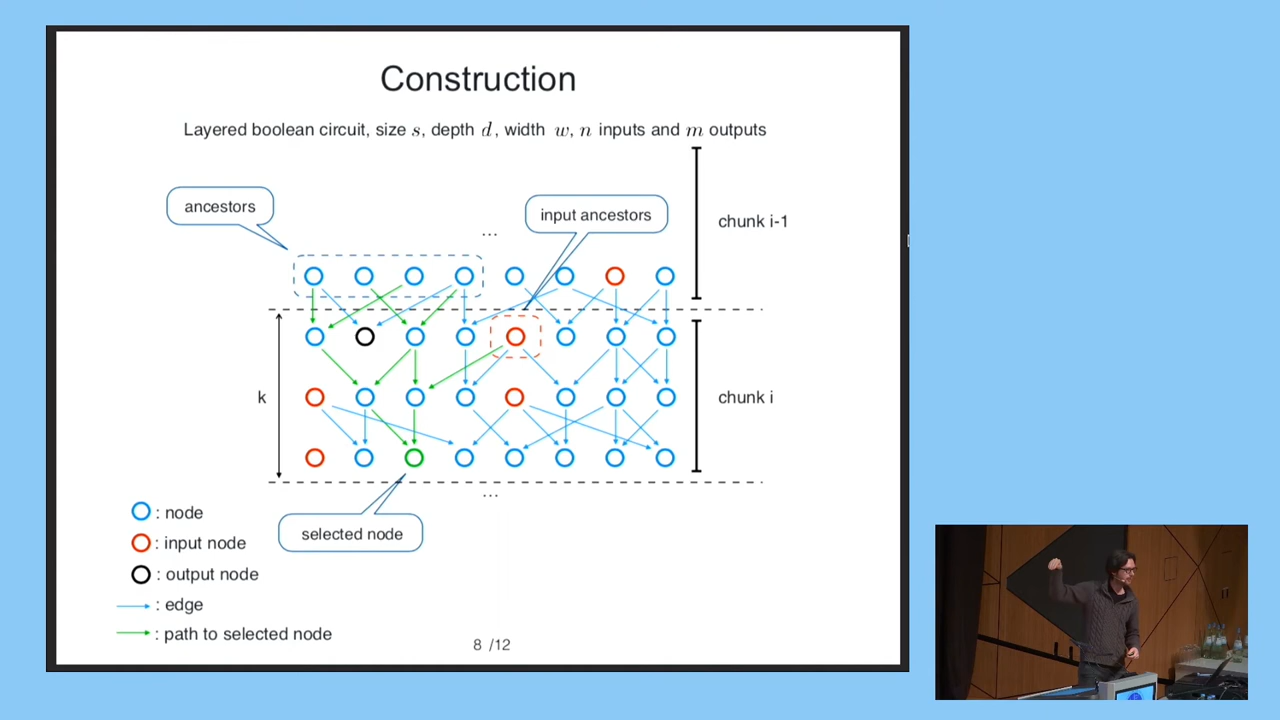 Construction
Layered boolean circuit, size s, depth d, width w, n inputs and m outputs
ancestors
input ancestors
chunk i-1
...
k
chunk i
...
selected node
: node
: input node
: output node
: edge
: path to selected node
8 /12